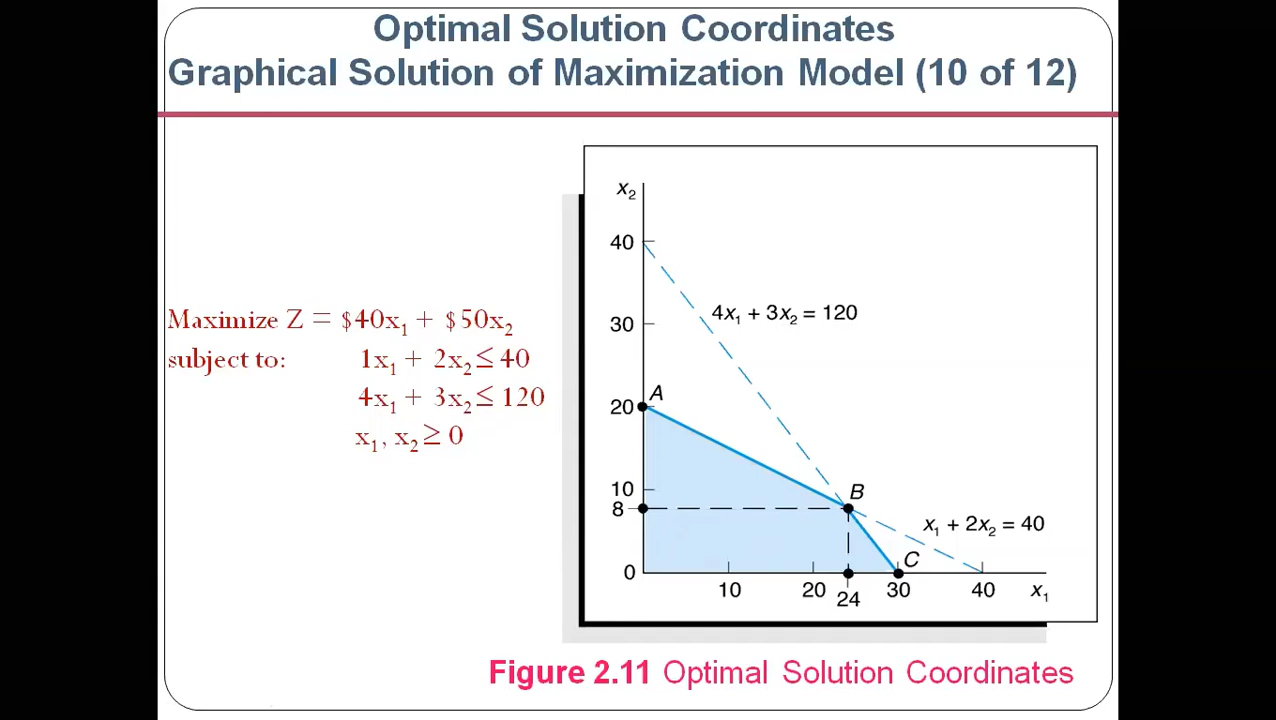 Optimal Solution Coordinates
Graphical Solution of Maximization Model (10 of 12)
Maximize Z = $40x₁ + $50x₂
subject to: 1x₁ + 2x₂ ≤ 40
4x₁ + 3x₂ ≤ 120
x₁, x₂ ≥ 0
x₂
40
4x₁ + 3x₂ = 120
30
A
20
10
B
8
x₁ + 2x₂ = 40
C
0
10 20 24 30 40 x₁
Figure 2.11 Optimal Solution Coordinates